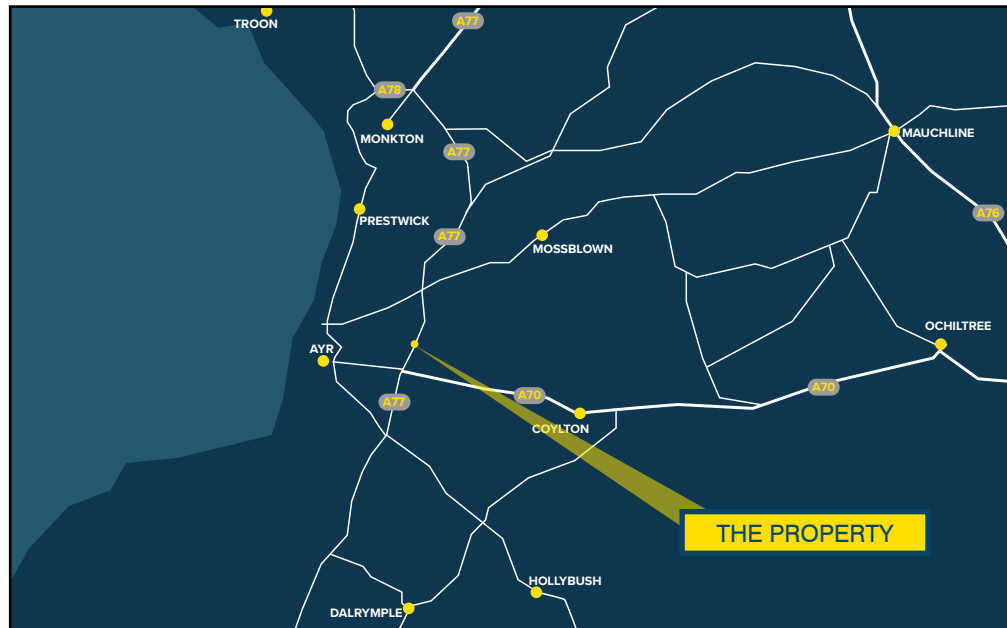 TROON
A77
A78
MONKTON
MAUCHLINE
A77
PRESTWICK
A76
A77
MOSSBLOWN
OCHILTREE
AYR
A70
A70
A77
COYLTON
THE PROPERTY
HOLLYBUSH
DALRYMPLE